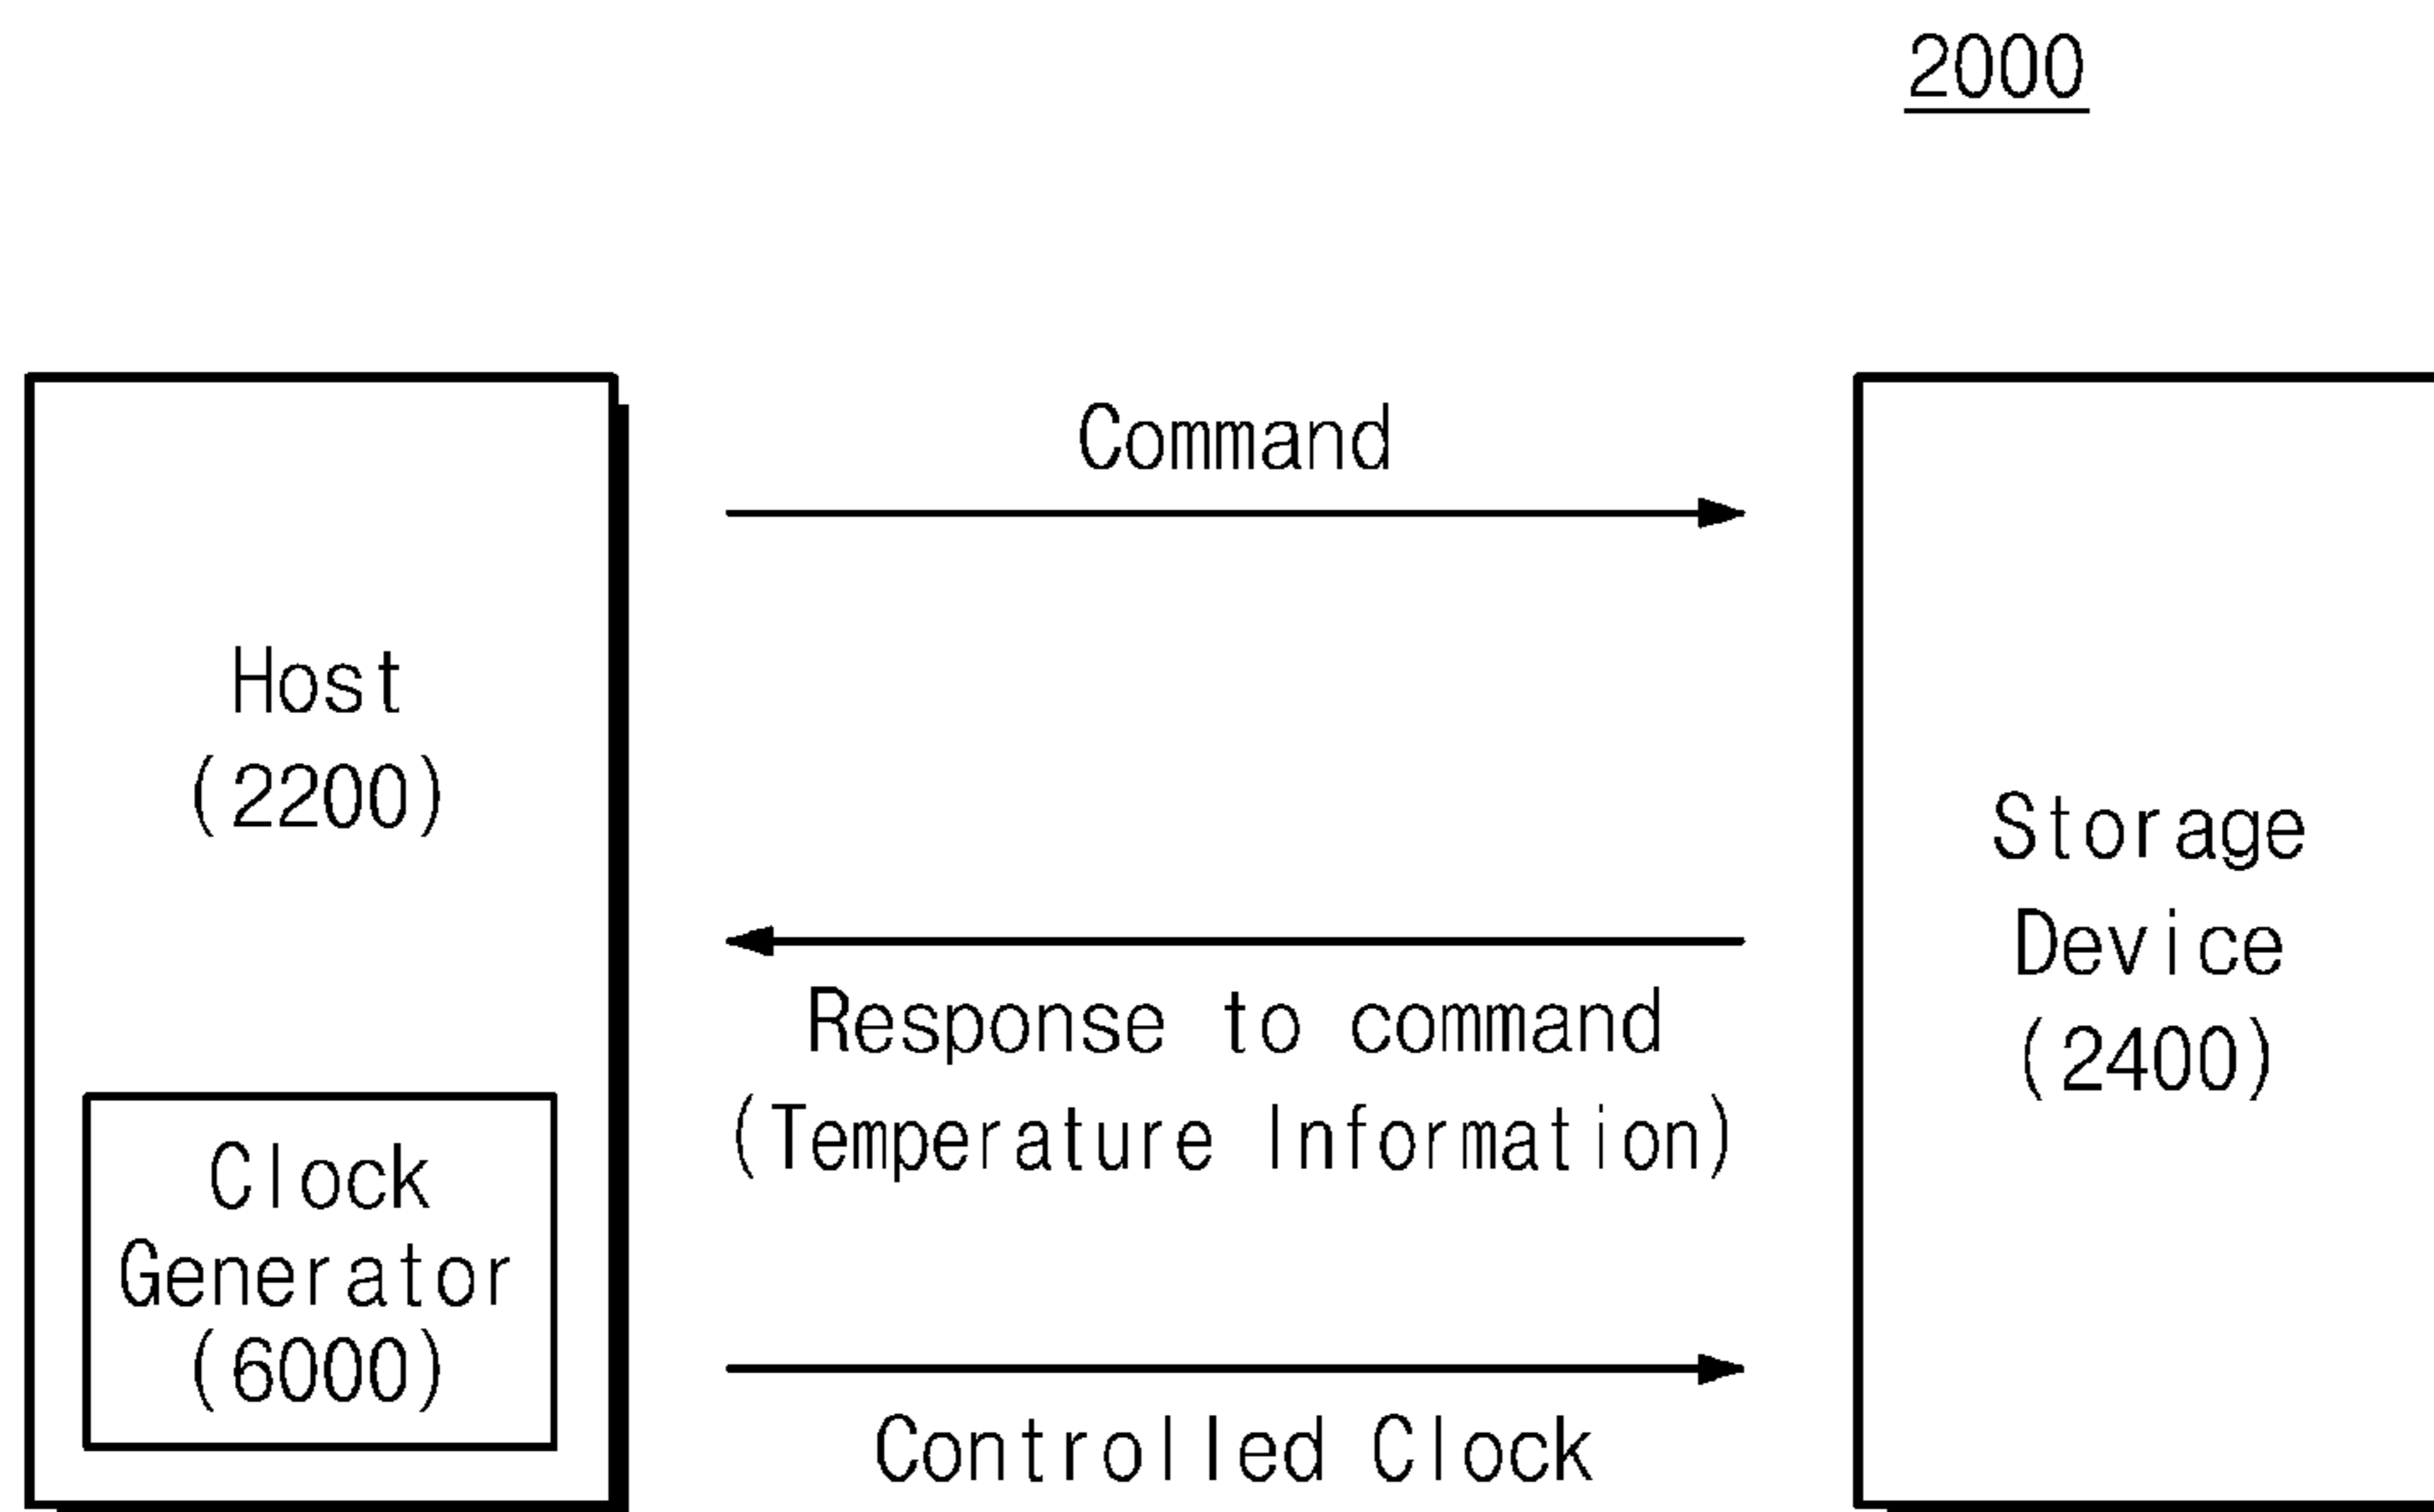 2000
Command
Host
(2200)
Storage
Device
(2400)
Response to command
(Temperature Information)
Clock
Generator
(6000)
Controlled Clock